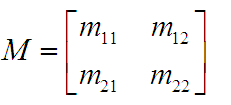 M = [ m₁₁ m₁₂
m₂₁ m₂₂ ]